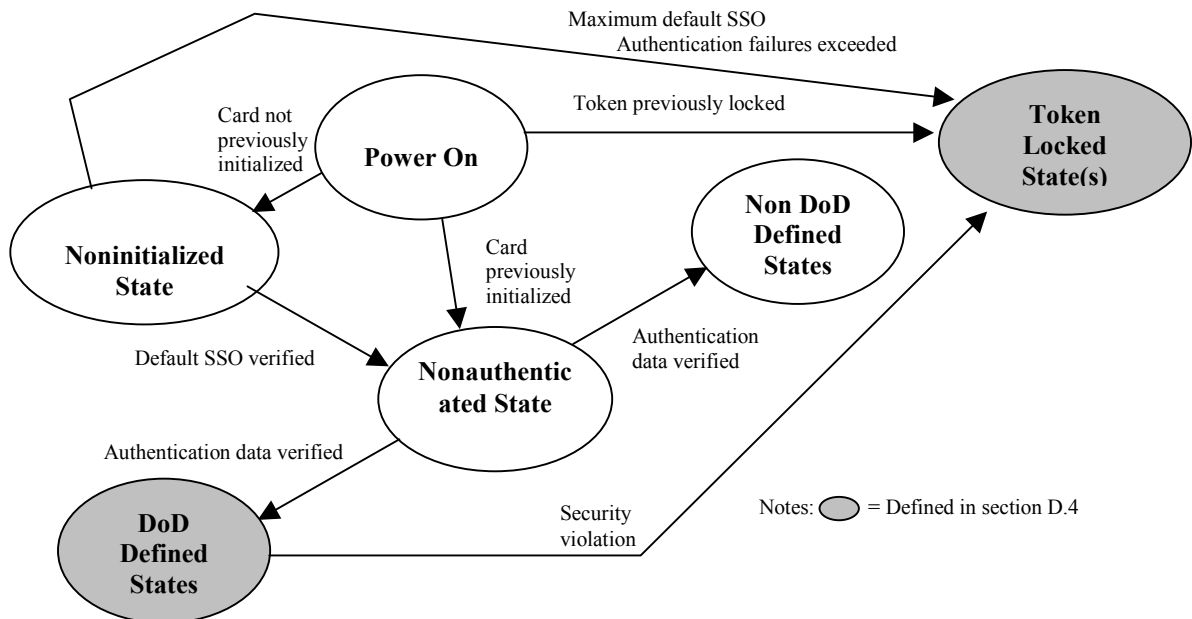 Maximum default SSO
Authentication failures exceeded
Token previously locked
Card not
previously
initialized
Power On
Token
Locked
State(s)
Non DoD
Defined
States
Noninitialized
State
Card
previously
initialized
Authentication
data verified
Default SSO verified
Nonauthentic
ated State
Authentication data verified
DoD
Defined
States
Security
violation
Notes: = Defined in section D.4